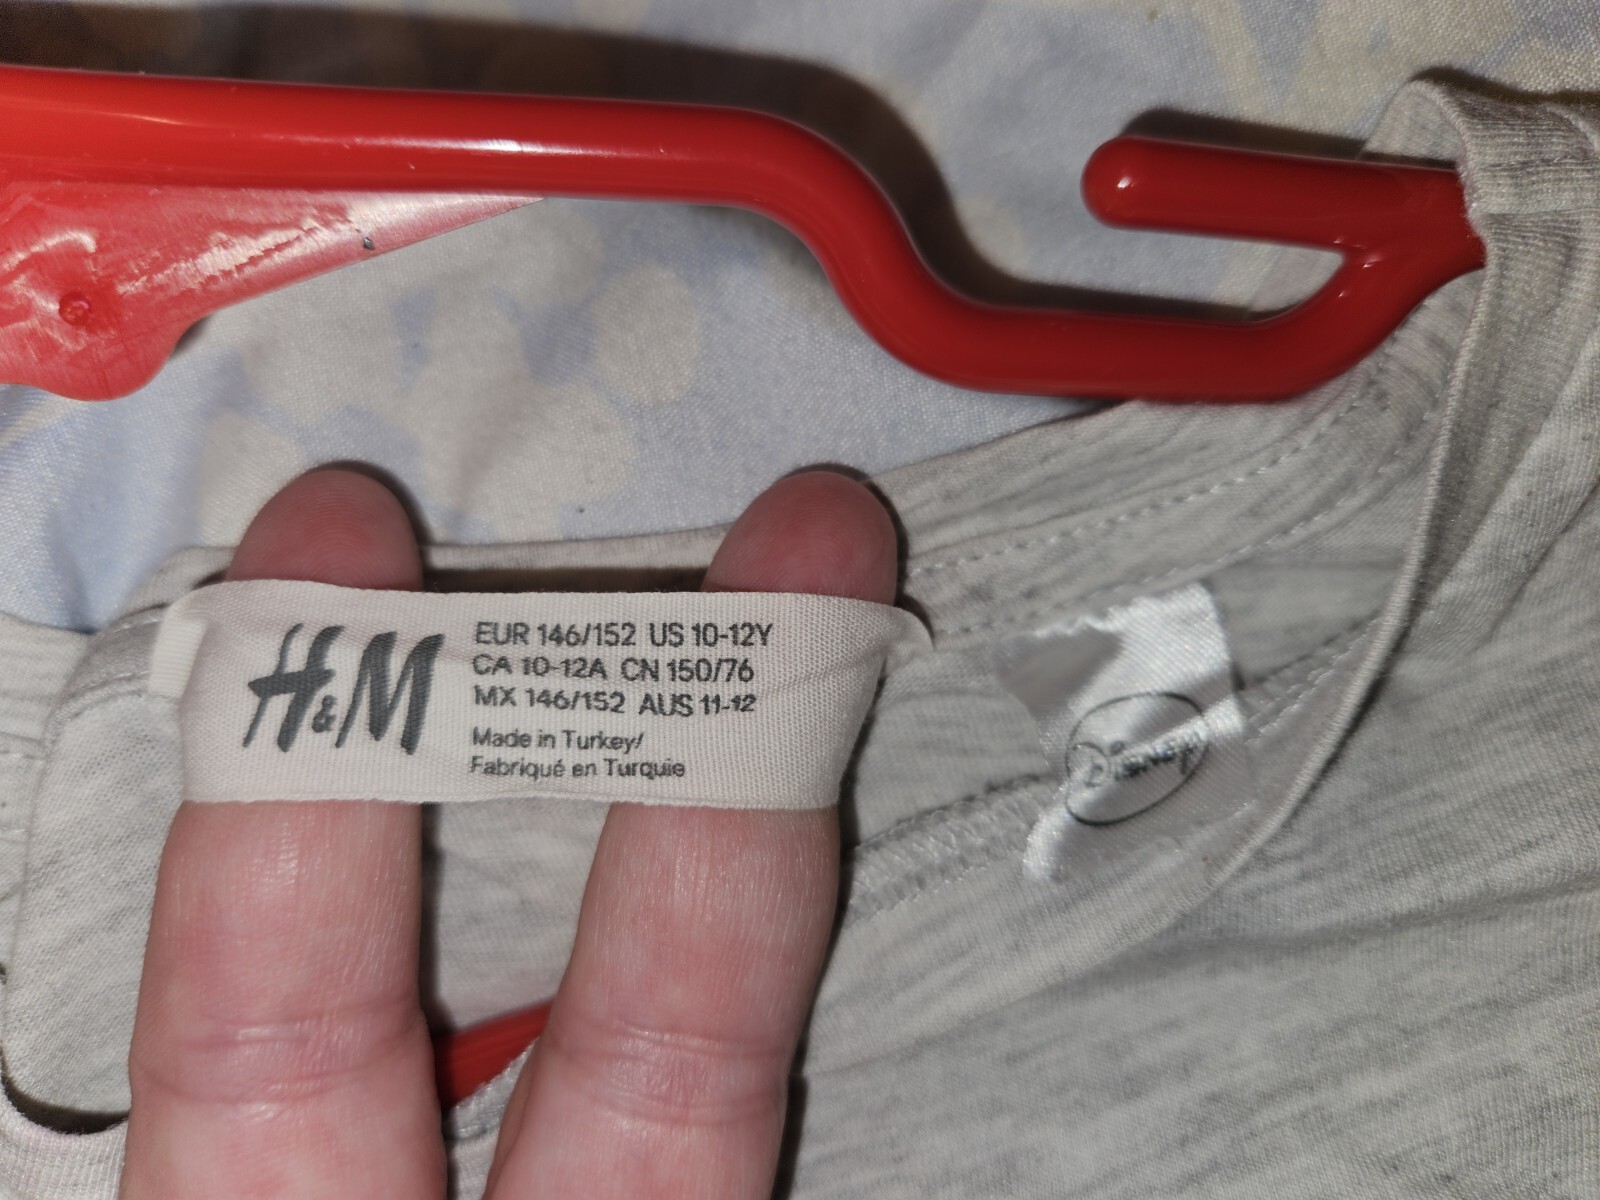 H&M
EUR 146/152 US 10-12Y
CA 10-12A CN 150/76
MX 146/152 AUS 11-12
Made in Turkey/
Fabriqué en Turquie
Disney